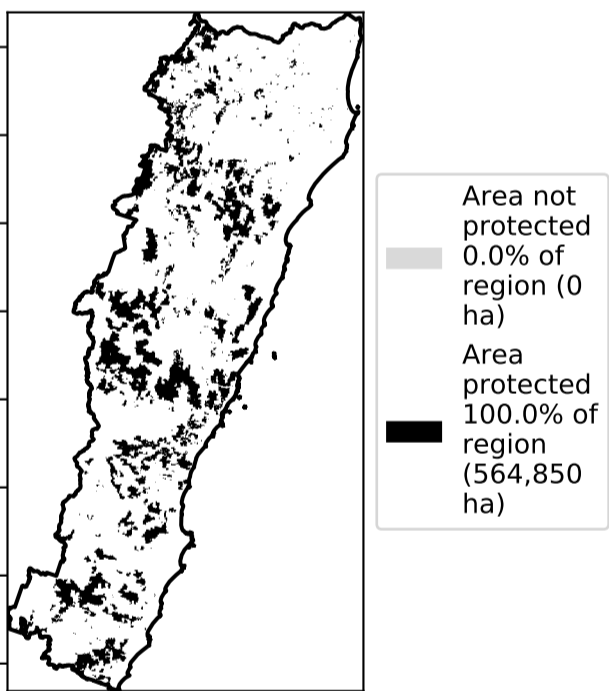 Area not
protected
0.0% of
region (0
ha)
Area
protected
100.0% of
region
(564,850
ha)